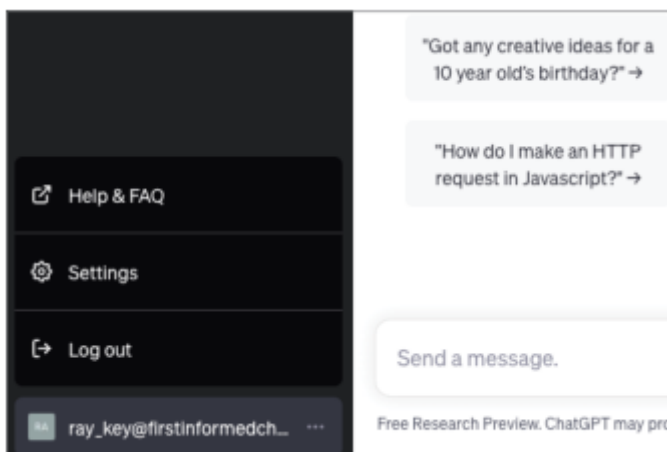 "Got any creative ideas for a
10 year old's birthday?" →
"How do I make an HTTP
request in Javascript?" →
Help & FAQ
Settings
Log out
Send a message.
RA
ray_key@firstinformedch... ...
Free Research Preview. ChatGPT may pro